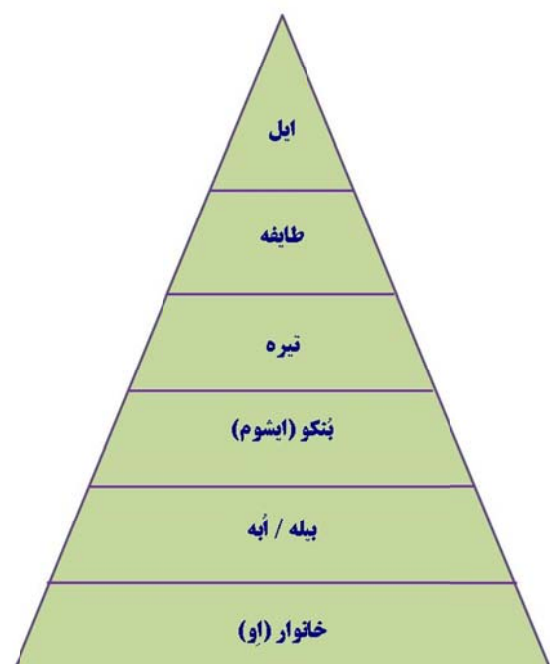 ایل
طایفه
تیره
بُنکو (ایشوم)
بیله / اُبه
خانوار (اِو)